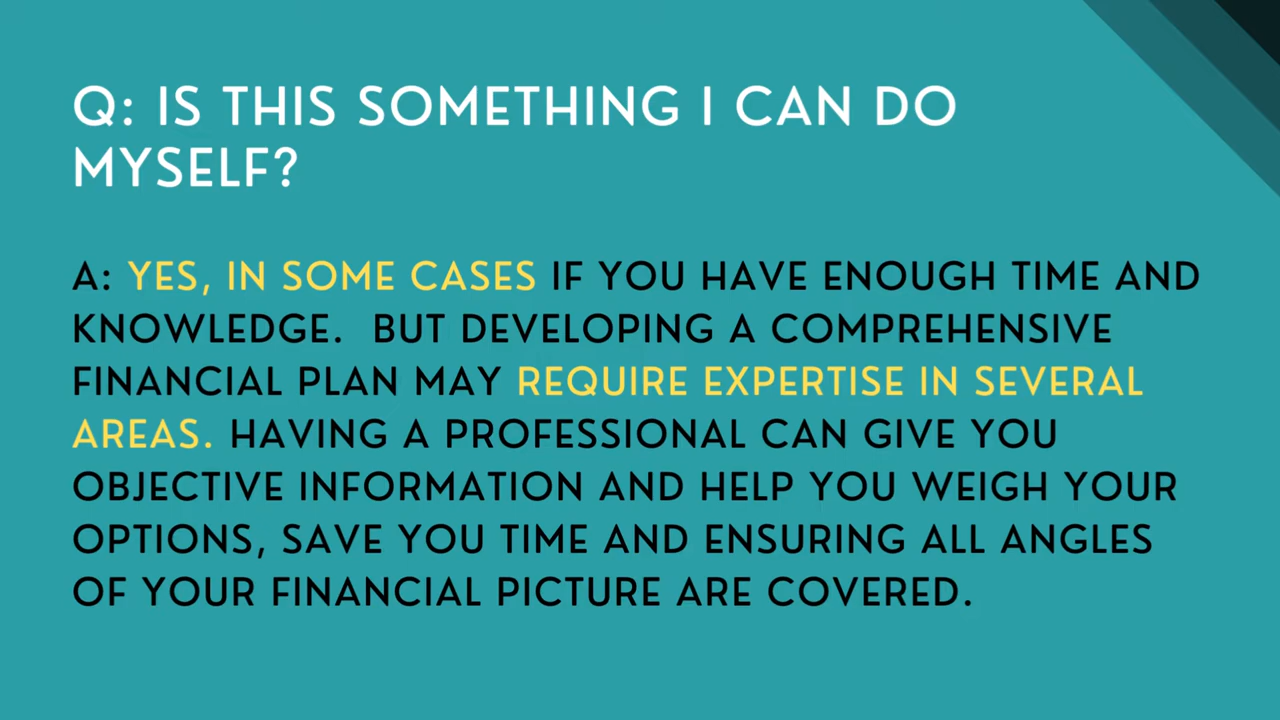 Q: IS THIS SOMETHING I CAN DO
MYSELF?
A: YES, IN SOME CASES IF YOU HAVE ENOUGH TIME AND
KNOWLEDGE.  BUT DEVELOPING A COMPREHENSIVE
FINANCIAL PLAN MAY REQUIRE EXPERTISE IN SEVERAL
AREAS. HAVING A PROFESSIONAL CAN GIVE YOU
OBJECTIVE INFORMATION AND HELP YOU WEIGH YOUR
OPTIONS, SAVE YOU TIME AND ENSURING ALL ANGLES
OF YOUR FINANCIAL PICTURE ARE COVERED.